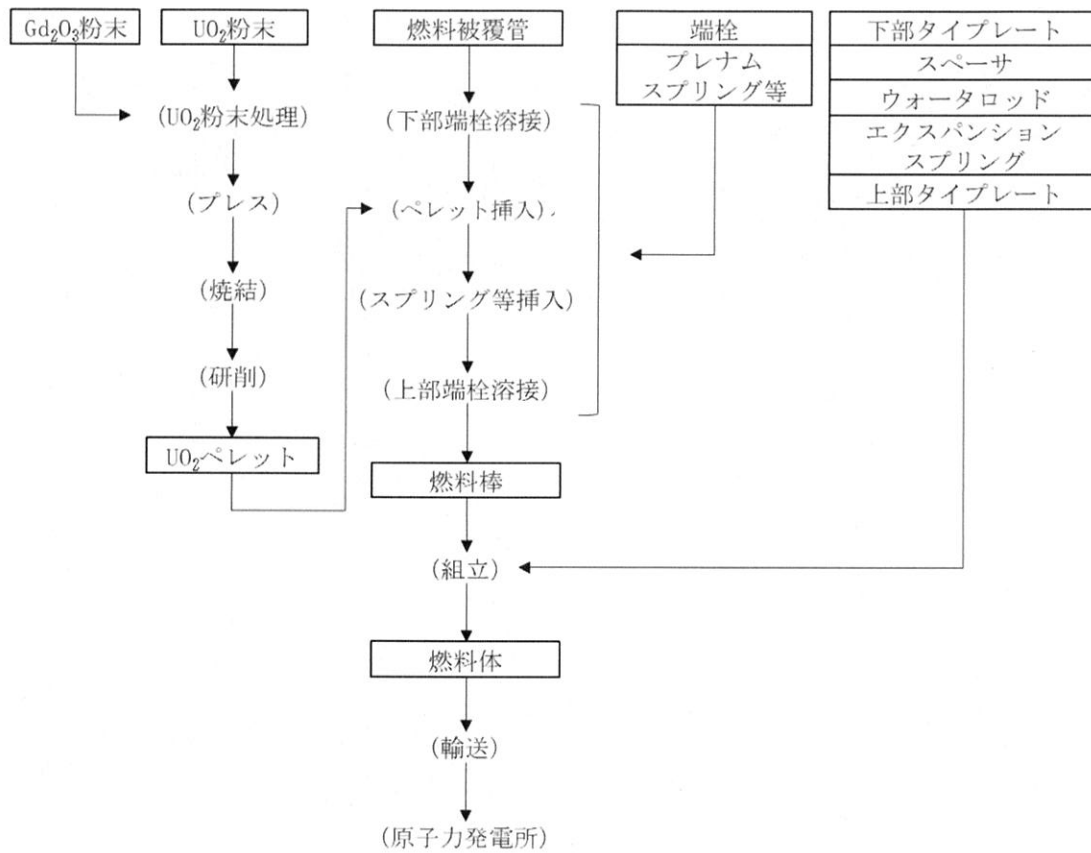 Gd₂O₃粉末
UO₂粉末
(UO₂粉末処理)
(プレス)
(焼結)
(研削)
UO₂ペレット
燃料被覆管
(下部端栓溶接)
(ペレット挿入)
(スプリング等挿入)
(上部端栓溶接)
燃料棒
(組立)
燃料体
(輸送)
(原子力発電所)
端栓
プレナム
スプリング等
下部タイプレート
スペーサ
ウォータロッド
エクスパンション
スプリング
上部タイプレート